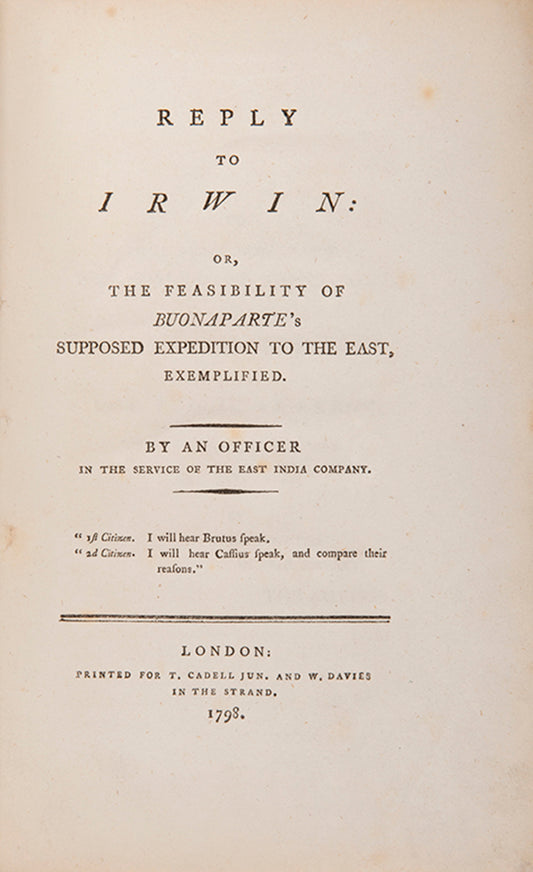 REPLY
TO
IRWIN:
OR,
THE FEASIBILITY OF
BUONAPARTE's
SUPPOSED EXPEDITION TO THE EAST,
EXEMPLIFIED.
BY AN OFFICER
IN THE SERVICE OF THE EAST INDIA COMPANY.
“ 1ſt Citizen. I will hear Brutus ſpeak.
“ 2d Citizen. I will hear Caſſius ſpeak, and compare their
reaſons.”
LONDON:
PRINTED FOR T. CADELL JUN. AND W. DAVIES
IN THE STRAND.
1798.